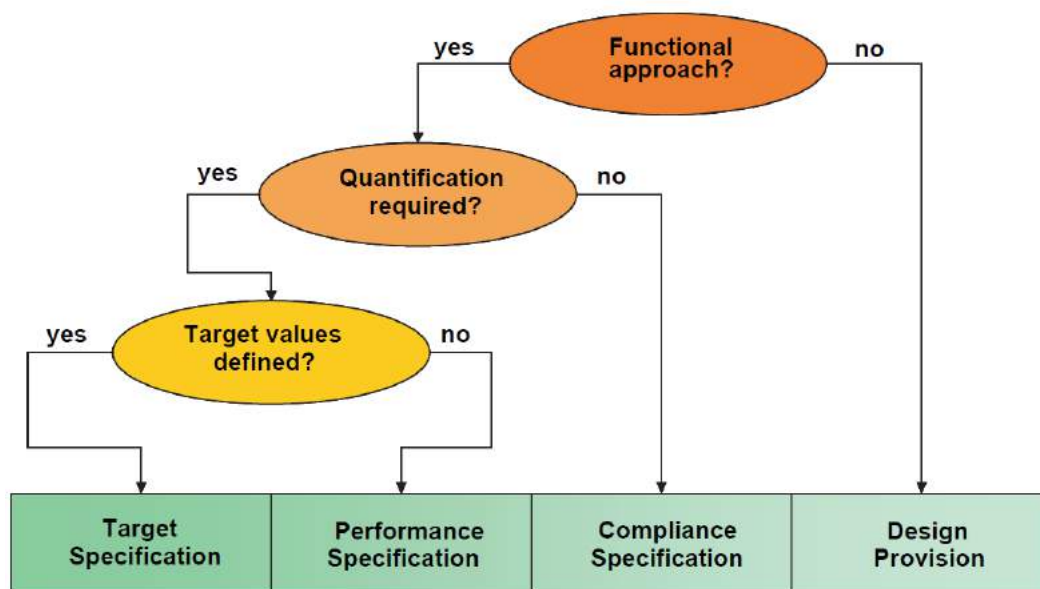 yes
Functional
approach?
no
yes
Quantification
required?
no
yes
Target values
defined?
no
Target
Specification
Performance
Specification
Compliance
Specification
Design
Provision